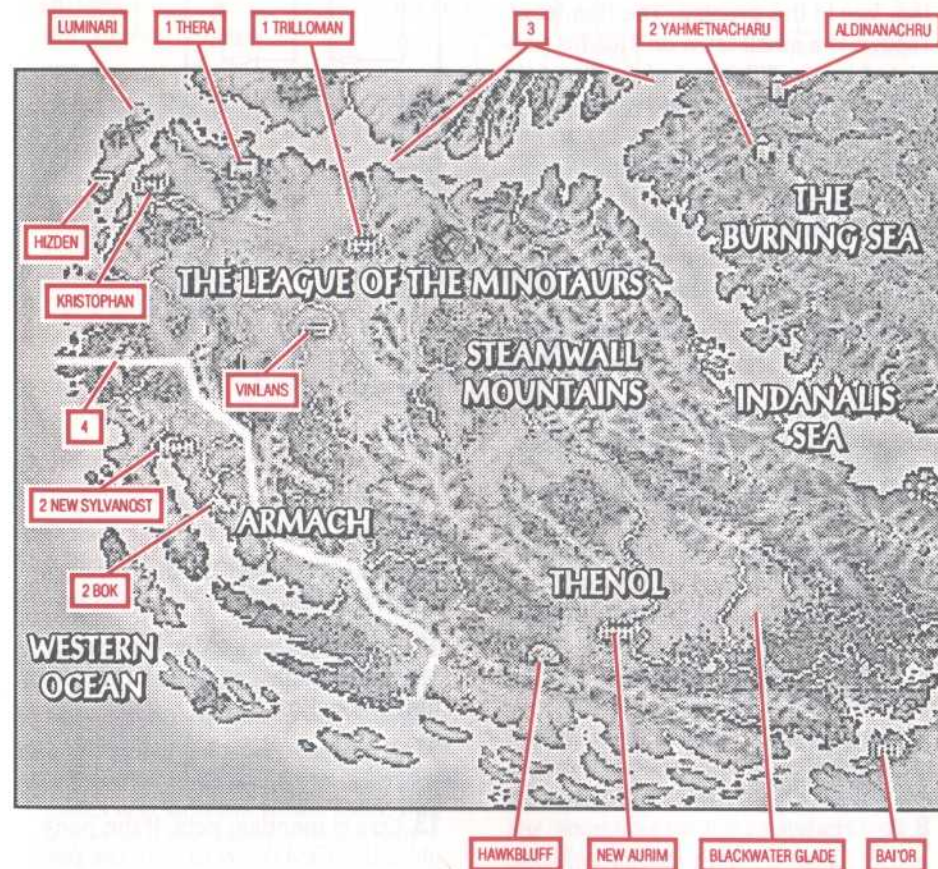 LUMINARI
1 THERA
1 TRILLOMAN
3
2 YAHMETNACHARU
ALDINANACHRU
THE
BURNING SEA
HIZDEN
THE LEAGUE OF THE MINOTAURS
KRISTOPHAN
STEAMWALL
MOUNTAINS
VINLANS
INDANALIS
SEA
4
2 NEW SYLVANOST
ARMACH
THENOL
2 BOK
WESTERN
OCEAN
HAWKBLUFF
NEW AURIM
BLACKWATER GLADE
BAI'OR